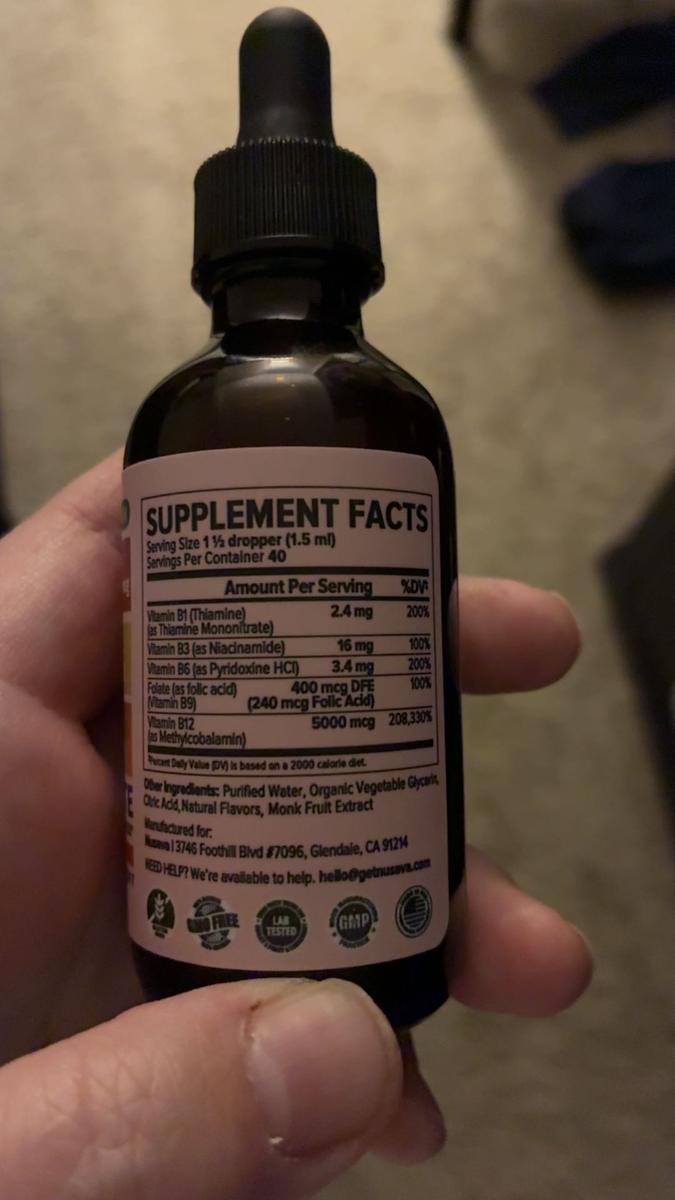 SUPPLEMENT FACTS
Serving Size 1 ½ dropper (1.5 ml)
Servings Per Container 40
Amount Per Serving %DV*
Vitamin B1 (Thiamine) 2.4 mg 200%
(as Thiamine Mononitrate)
Vitamin B3 (as Niacinamide) 16 mg 100%
Vitamin B6 (as Pyridoxine HCl) 3.4 mg 200%
Folate (as folic acid) 400 mcg DFE 100%
(Vitamin B9) (240 mcg Folic Acid)
Vitamin B12 5000 mcg 208,330%
(as Methylcobalamin)
*Percent Daily Value (DV) is based on a 2000 calorie diet.
Other Ingredients: Purified Water, Organic Vegetable Glycerin,
Citric Acid, Natural Flavors, Monk Fruit Extract
Manufactured for:
Nusava | 3746 Foothill Blvd #7096, Glendale, CA 91214
NEED HELP? We're available to help. hello@getnusava.com
GMO FREE
LAB
TESTED
GMP